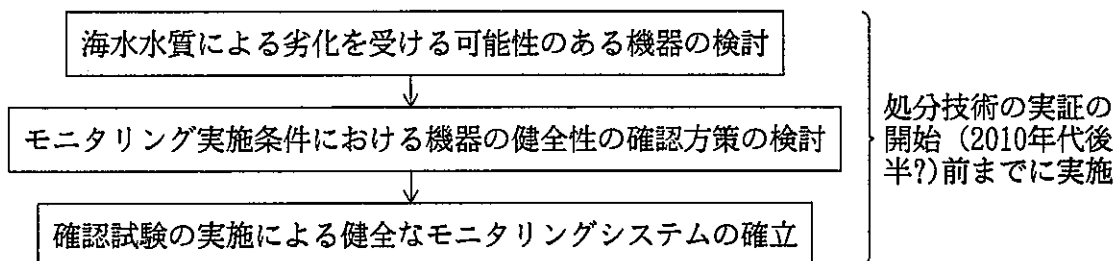 海水水質による劣化を受ける可能性のある機器の検討
モニタリング実施条件における機器の健全性の確認方策の検討
確認試験の実施による健全なモニタリングシステムの確立
処分技術の実証の
開始（2010年代後
半?)前までに実施